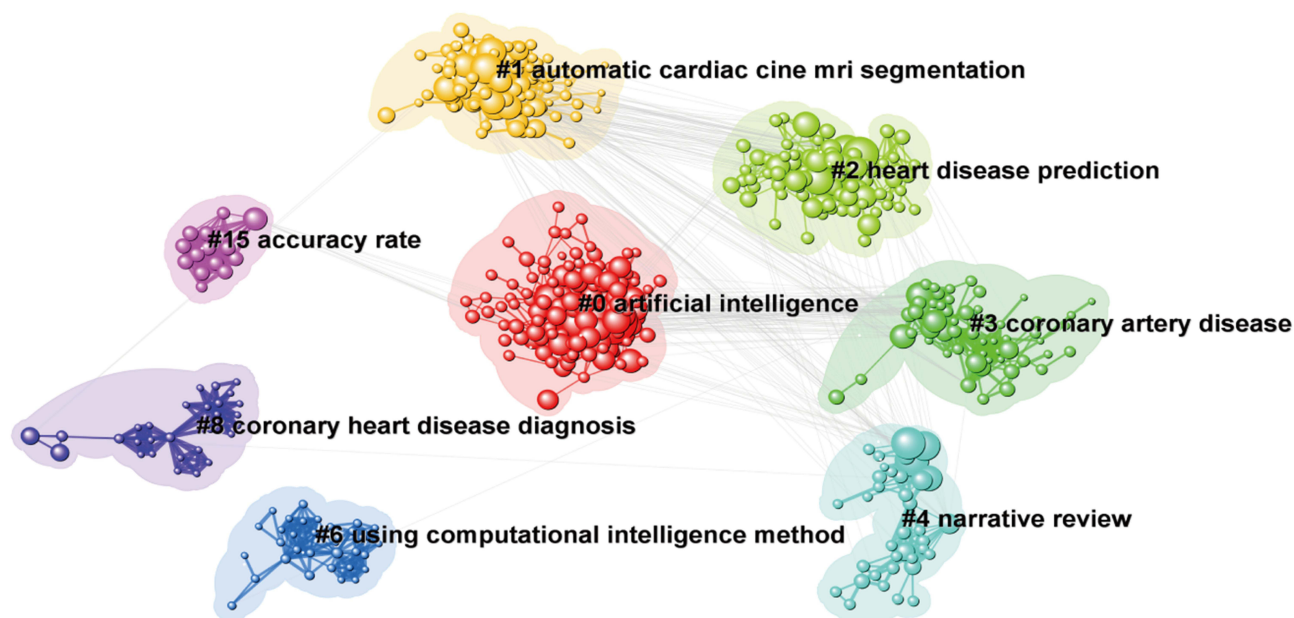 #1 automatic cardiac cine mri segmentation
#2 heart disease prediction
#15 accuracy rate
#0 artificial intelligence
#3 coronary artery disease
#8 coronary heart disease diagnosis
#4 narrative review
#6 using computational intelligence method